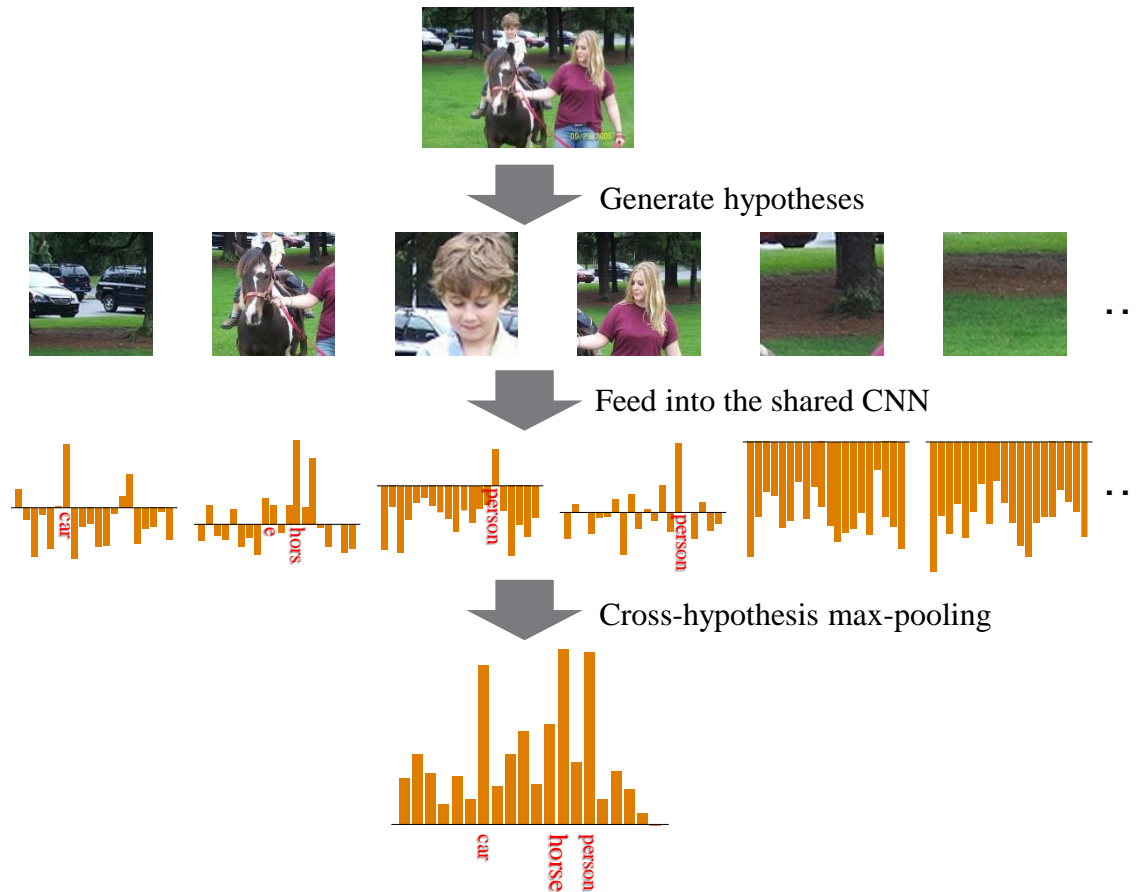 Generate hypotheses
. .
Feed into the shared CNN
. .
car
hors
e
person
person
Cross-hypothesis max-pooling
car
horse
person